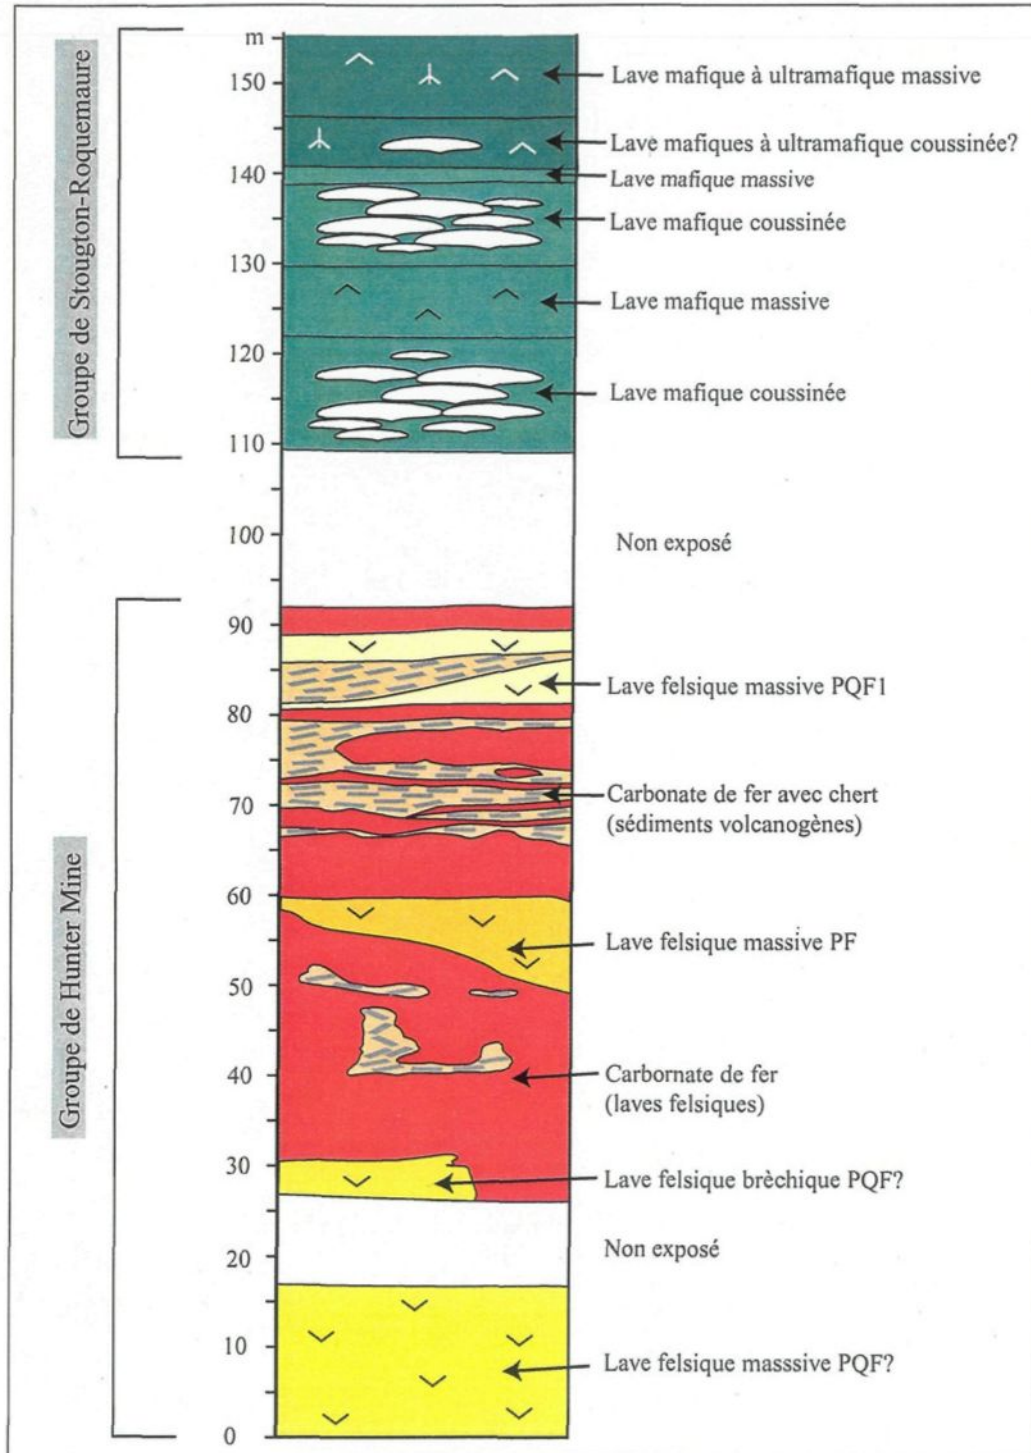 Groupe de Stougton-Roquemaure
Groupe de Hunter Mine
m
150
140
130
120
110
100
90
80
70
60
50
40
30
20
10
0
Lave mafique à ultramafique massive
Lave mafiques à ultramafique coussinée?
Lave mafique massive
Lave mafique coussinée
Lave mafique massive
Lave mafique coussinée
Non exposé
Lave felsique massive PQF1
Carbonate de fer avec chert
(sédiments volcanogènes)
Lave felsique massive PF
Carbornate de fer
(laves felsiques)
Lave felsique brèchique PQF?
Non exposé
Lave felsique masssive PQF?